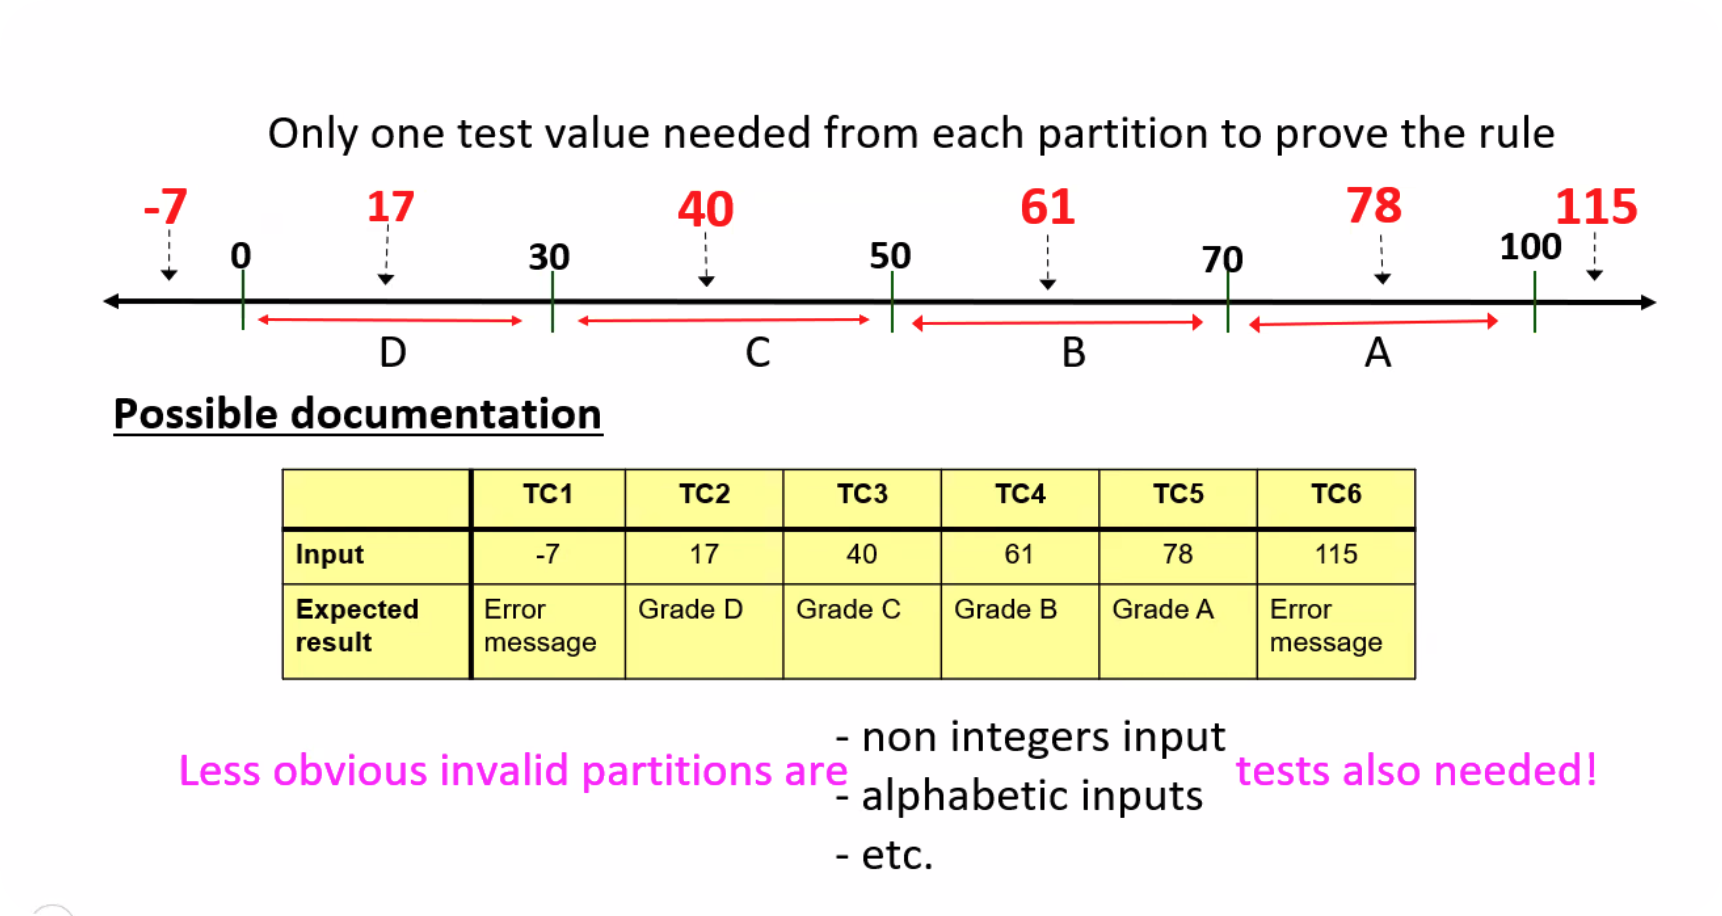 Only one test value needed from each partition to prove the rule
-7 17 40 61 78 115
0 30 50 70 100
D C B A
Possible documentation
TC1 TC2 TC3 TC4 TC5 TC6
Input -7 17 40 61 78 115
Expected result Error message Grade D Grade C Grade B Grade A Error message
Less obvious invalid partitions are
- non integers input
- alphabetic inputs
- etc.
tests also needed!